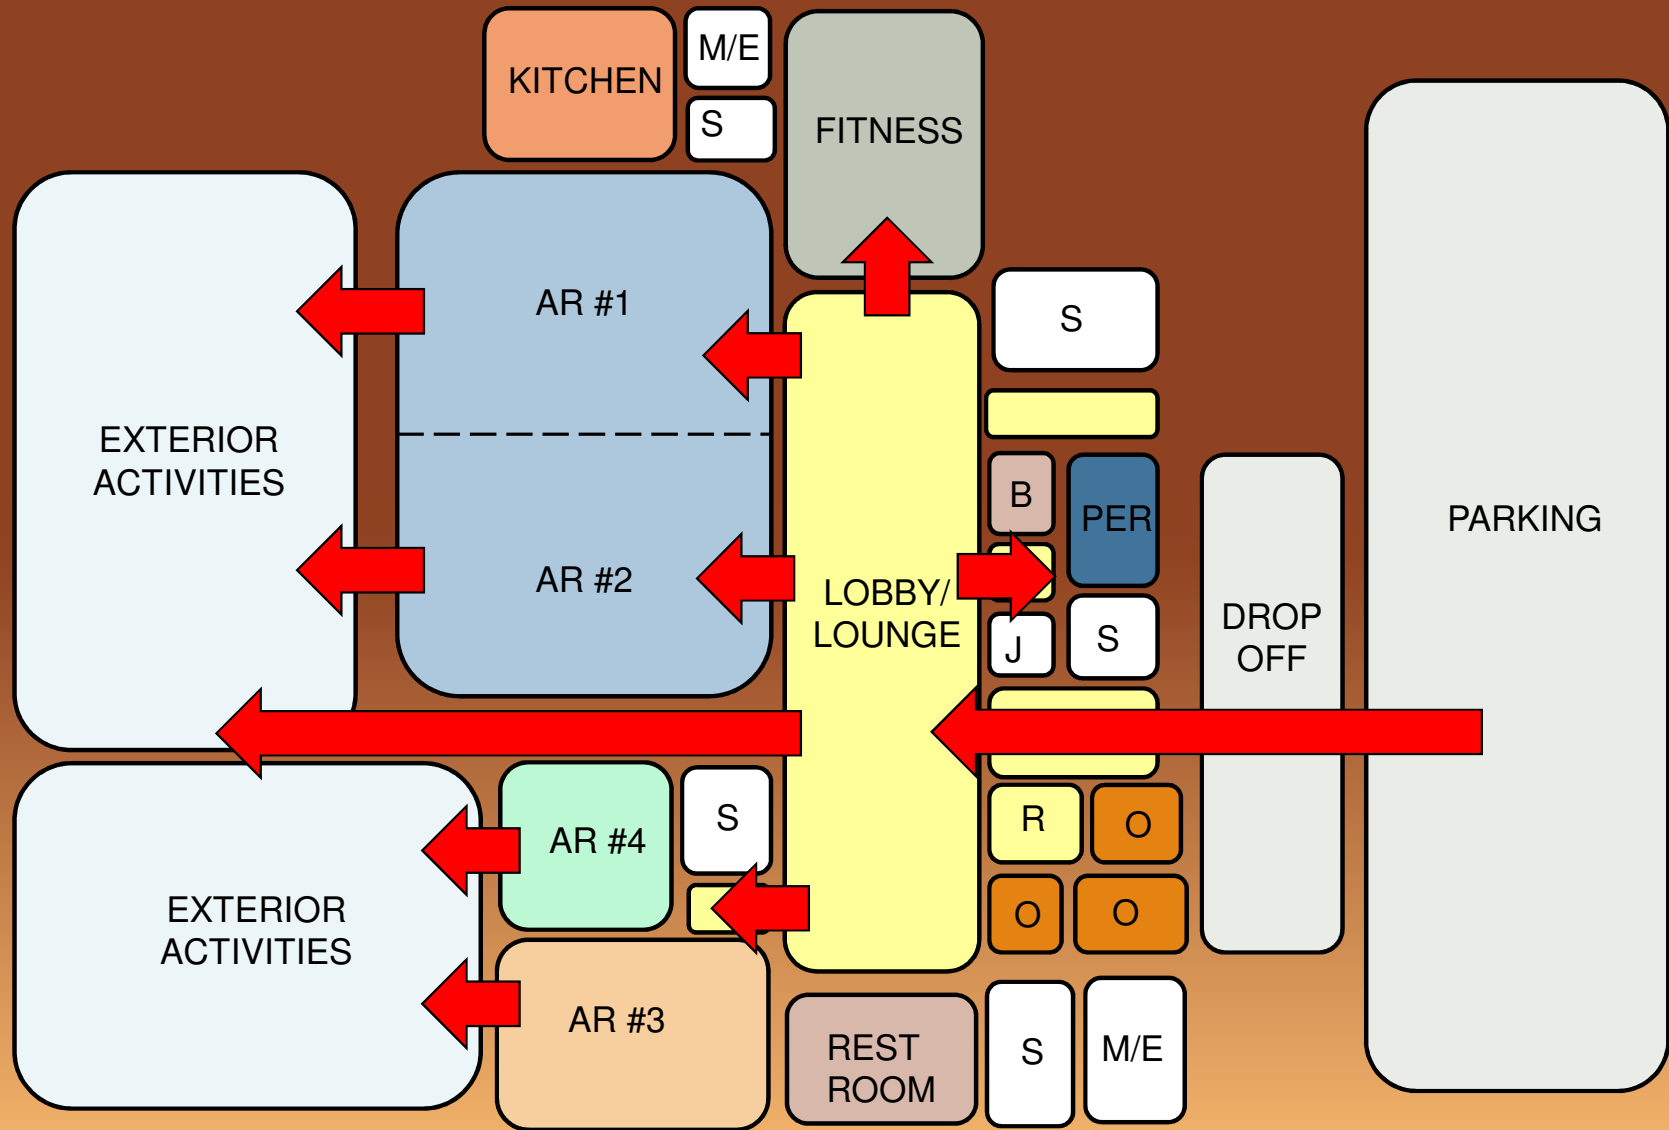 KITCHEN
M/E
S
FITNESS
AR #1
S
EXTERIOR
ACTIVITIES
B
PER
PARKING
AR #2
LOBBY/
LOUNGE
J
S
DROP
OFF
AR #4
S
R
O
EXTERIOR
ACTIVITIES
O
O
AR #3
REST
ROOM
S
M/E